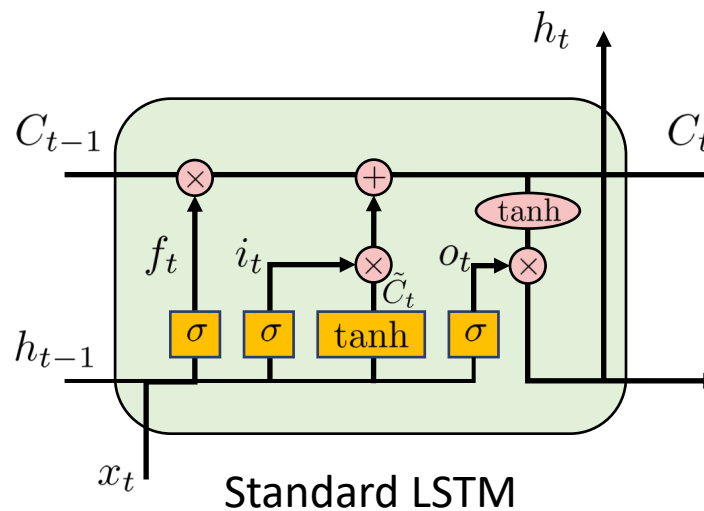 h_t
C_{t-1} C_t
× +
tanh
f_t i_t × o_t ×
C̃_t
σ σ tanh σ
h_{t-1}
x_t
Standard LSTM